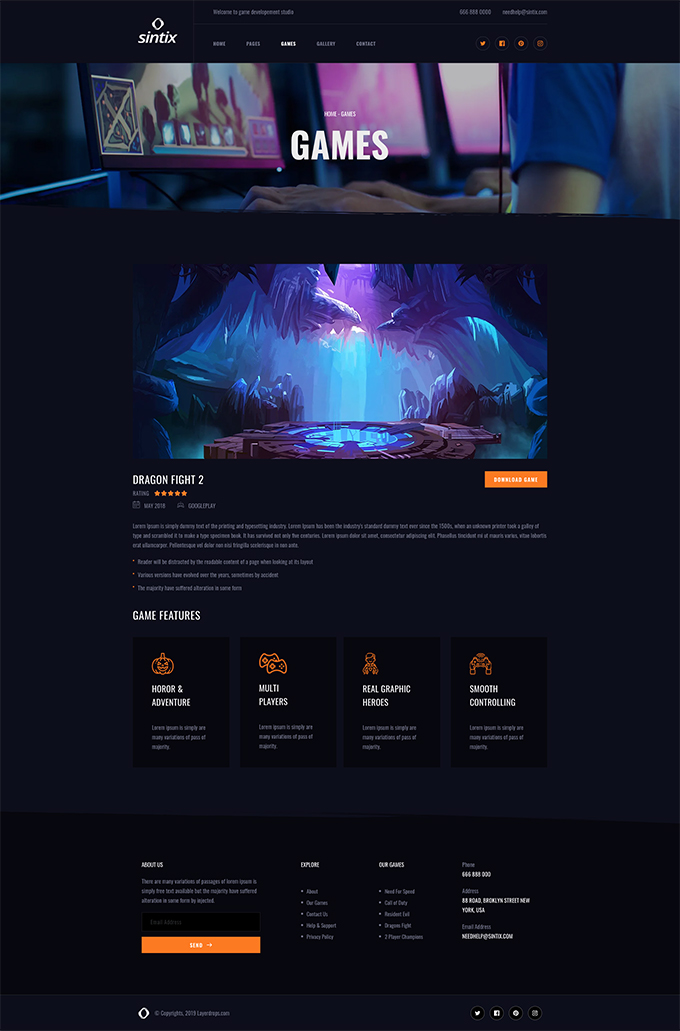 sintix
Welcome to game development studio
666 888 0000 needhelp@sintix.com
HOME PAGES GAMES GALLERY CONTACT
HOME - GAMES
GAMES
DRAGON FIGHT 2
DOWNLOAD GAME
RATING
MAY 2018 GOOGLEPLAY
Lorem Ipsum is simply dummy text of the printing and typesetting industry. Lorem Ipsum has been the industry's standard dummy text ever since the 1500s, when an unknown printer took a galley of
type and scrambled it to make a type specimen book. It has survived not only five centuries. Lorem ipsum dolor sit amet, consectetur adipiscing elit. Phasellus tincidunt mi at mauris varius, vitae lobortis
erat ullamcorper. Pellentesque vel dolor non nisi fringilla scelerisque in non ante.
Reader will be distracted by the readable content of a page when looking at its layout
Various versions have evolved over the years, sometimes by accident
The majority have suffered alteration in some form
GAME FEATURES
HOROR &
ADVENTURE
Lorem ipsum is simply are
many variations of pass of
majority.
MULTI
PLAYERS
Lorem ipsum is simply are
many variations of pass of
majority.
REAL GRAPHIC
HEROES
Lorem ipsum is simply are
many variations of pass of
majority.
SMOOTH
CONTROLLING
Lorem ipsum is simply are
many variations of pass of
majority.
ABOUT US
There are many variations of passages of lorem ipsum is
simply free text available but the majority have suffered
alteration in some form by injected.
Email Address
SEND
EXPLORE
About
Our Games
Contact Us
Help & Support
Privacy Policy
OUR GAMES
Need For Speed
Call of Duty
Resident Evil
Dragons Fight
2 Player Champions
Phone
666 888 000
Address
88 ROAD, BROKLYN STREET NEW
YORK, USA
Email Address
NEEDHELP@SINTIX.COM
© Copyrights, 2019 Layerdrops.com